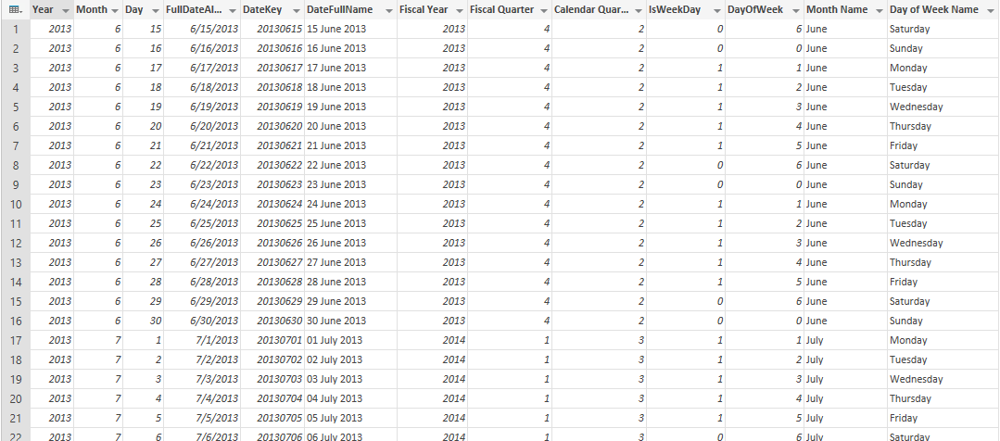 Year Month Day FullDateAl... DateKey DateFullName Fiscal Year Fiscal Quarter Calendar Quar... IsWeekDay DayOfWeek Month Name Day of Week Name
1 2013 6 15 6/15/2013 20130615 15 June 2013 2013 4 2 0 6 June Saturday
2 2013 6 16 6/16/2013 20130616 16 June 2013 2013 4 2 0 0 June Sunday
3 2013 6 17 6/17/2013 20130617 17 June 2013 2013 4 2 1 1 June Monday
4 2013 6 18 6/18/2013 20130618 18 June 2013 2013 4 2 1 2 June Tuesday
5 2013 6 19 6/19/2013 20130619 19 June 2013 2013 4 2 1 3 June Wednesday
6 2013 6 20 6/20/2013 20130620 20 June 2013 2013 4 2 1 4 June Thursday
7 2013 6 21 6/21/2013 20130621 21 June 2013 2013 4 2 1 5 June Friday
8 2013 6 22 6/22/2013 20130622 22 June 2013 2013 4 2 0 6 June Saturday
9 2013 6 23 6/23/2013 20130623 23 June 2013 2013 4 2 0 0 June Sunday
10 2013 6 24 6/24/2013 20130624 24 June 2013 2013 4 2 1 1 June Monday
11 2013 6 25 6/25/2013 20130625 25 June 2013 2013 4 2 1 2 June Tuesday
12 2013 6 26 6/26/2013 20130626 26 June 2013 2013 4 2 1 3 June Wednesday
13 2013 6 27 6/27/2013 20130627 27 June 2013 2013 4 2 1 4 June Thursday
14 2013 6 28 6/28/2013 20130628 28 June 2013 2013 4 2 1 5 June Friday
15 2013 6 29 6/29/2013 20130629 29 June 2013 2013 4 2 0 6 June Saturday
16 2013 6 30 6/30/2013 20130630 30 June 2013 2013 4 2 0 0 June Sunday
17 2013 7 1 7/1/2013 20130701 01 July 2013 2014 1 3 1 1 July Monday
18 2013 7 2 7/2/2013 20130702 02 July 2013 2014 1 3 1 2 July Tuesday
19 2013 7 3 7/3/2013 20130703 03 July 2013 2014 1 3 1 3 July Wednesday
20 2013 7 4 7/4/2013 20130704 04 July 2013 2014 1 3 1 4 July Thursday
21 2013 7 5 7/5/2013 20130705 05 July 2013 2014 1 3 1 5 July Friday
22 2013 7 6 7/6/2013 20130706 06 July 2013 2014 1 3 0 6 July Saturday